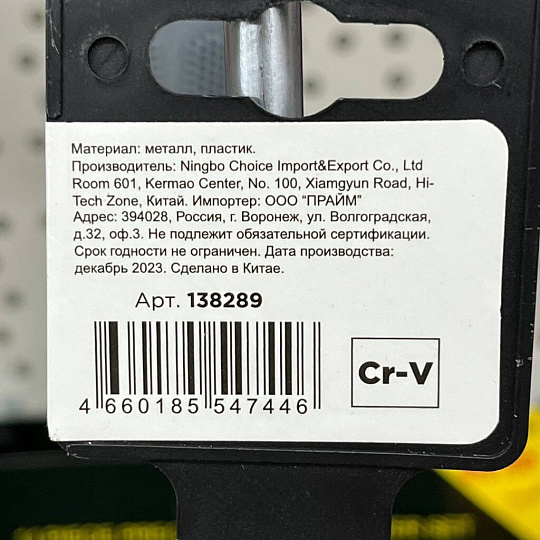 Материал: металл, пластик.
Производитель: Ningbo Choice Import&Export Co., Ltd
Room 601, Kermao Center, No. 100, Xiamgyun Road, Hi-
Tech Zone, Китай. Импортер: ООО “ПРАЙМ”
Адрес: 394028, Россия, г. Воронеж, ул. Волгоградская,
д.32, оф.3. Не подлежит обязательной сертификации.
Срок годности не ограничен. Дата производства:
декабрь 2023. Сделано в Китае.
Арт. 138289
Cr-V
4 660185 547446